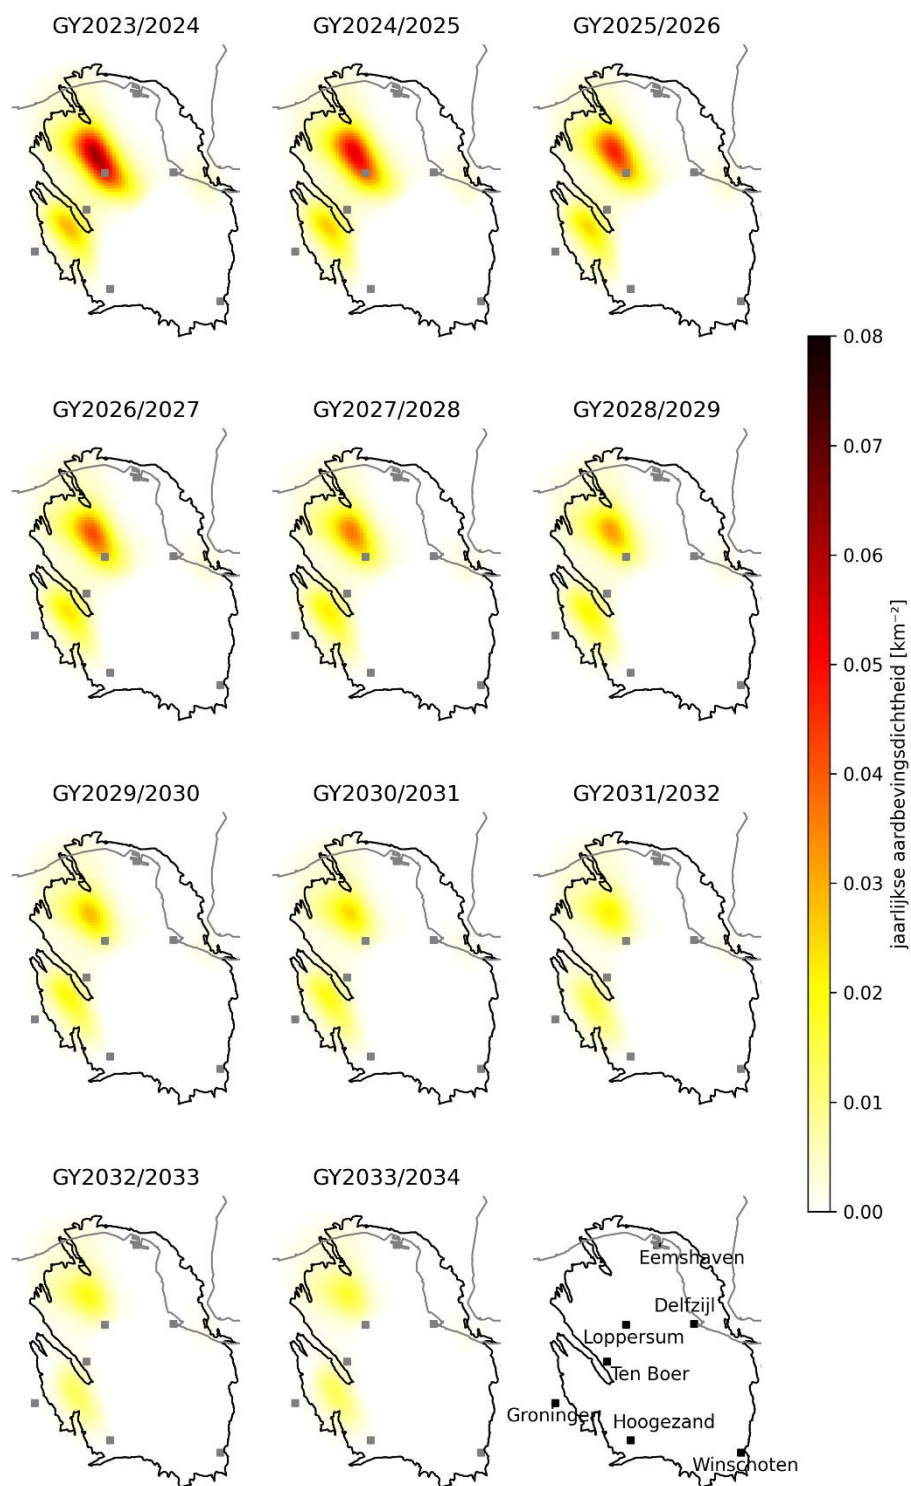 GY2023/2024
GY2024/2025
GY2025/2026
GY2026/2027
GY2027/2028
GY2028/2029
GY2029/2030
GY2030/2031
GY2031/2032
GY2032/2033
GY2033/2034
Eemshaven
Delfzijl
Loppersum
Ten Boer
Groningen
Hoogezand
Winschoten
0.08
0.07
0.06
0.05
0.04
0.03
0.02
0.01
0.00
jaarlijkse aardbevingsdichtheid [km⁻²]